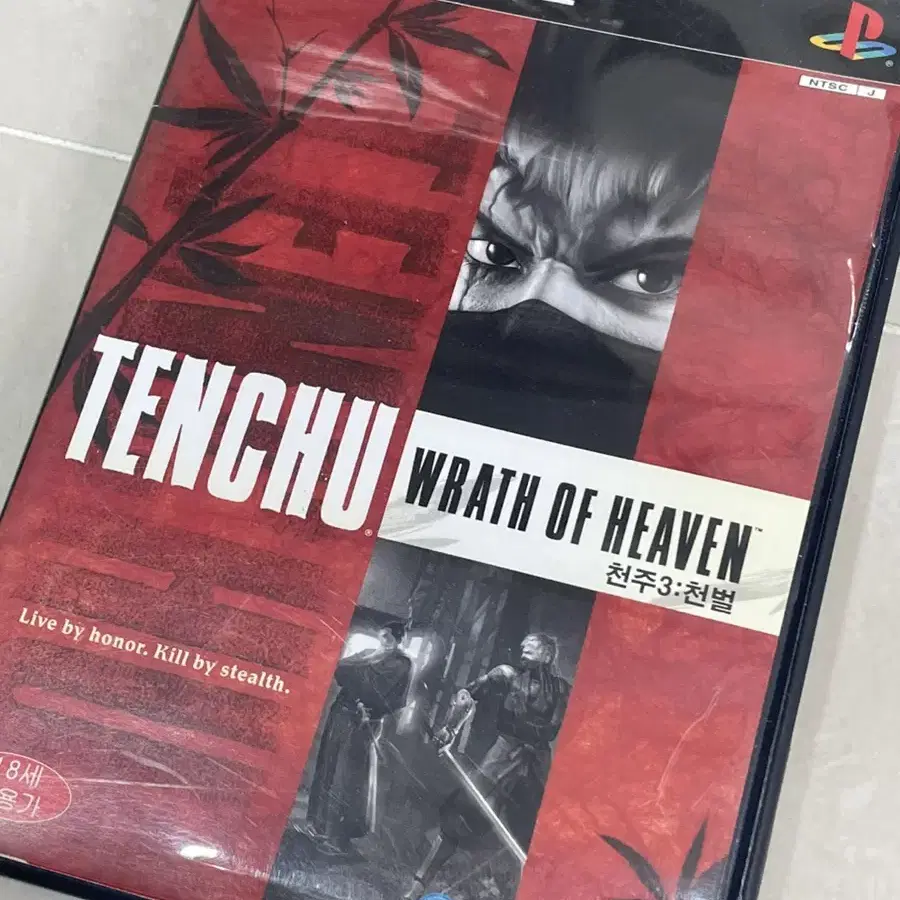 NTSC J
TENCHU®
WRATH OF HEAVEN™
천주3:천벌
Live by honor. Kill by stealth.
8세
용가